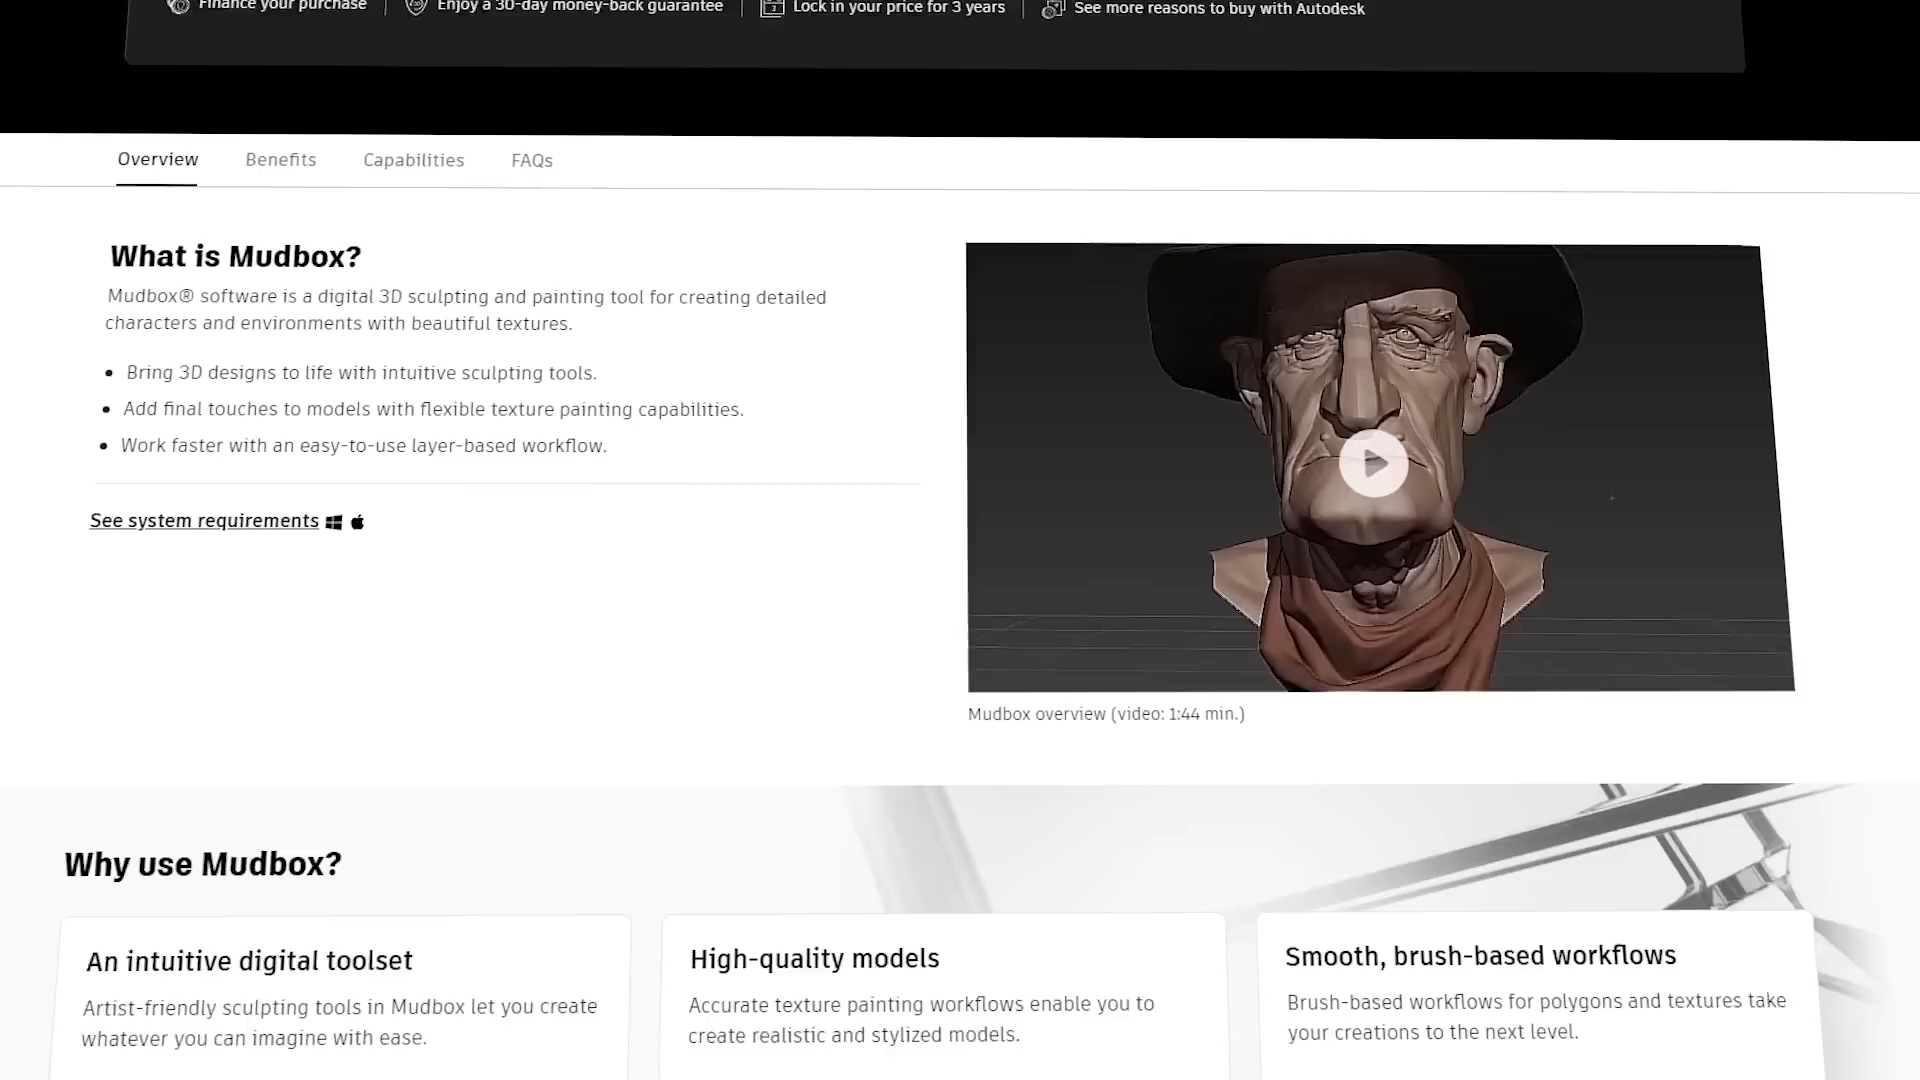 Finance your purchase
Enjoy a 30-day money-back guarantee
Lock in your price for 3 years
See more reasons to buy with Autodesk
Overview
Benefits
Capabilities
FAQs
What is Mudbox?
Mudbox® software is a digital 3D sculpting and painting tool for creating detailed
characters and environments with beautiful textures.
Bring 3D designs to life with intuitive sculpting tools.
Add final touches to models with flexible texture painting capabilities.
Work faster with an easy-to-use layer-based workflow.
See system requirements
Mudbox overview (video: 1:44 min.)
Why use Mudbox?
An intuitive digital toolset
Artist-friendly sculpting tools in Mudbox let you create
whatever you can imagine with ease.
High-quality models
Accurate texture painting workflows enable you to
create realistic and stylized models.
Smooth, brush-based workflows
Brush-based workflows for polygons and textures take
your creations to the next level.